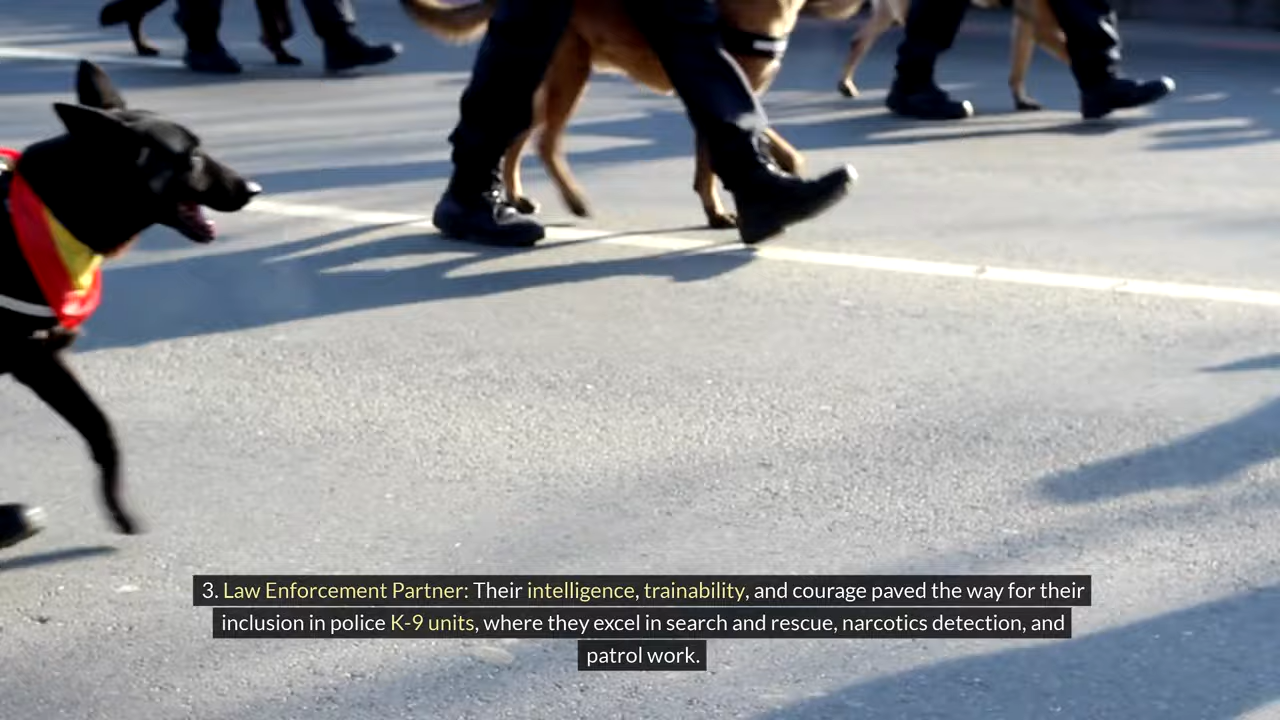 3. Law Enforcement Partner: Their intelligence, trainability, and courage paved the way for their
inclusion in police K-9 units, where they excel in search and rescue, narcotics detection, and
patrol work.